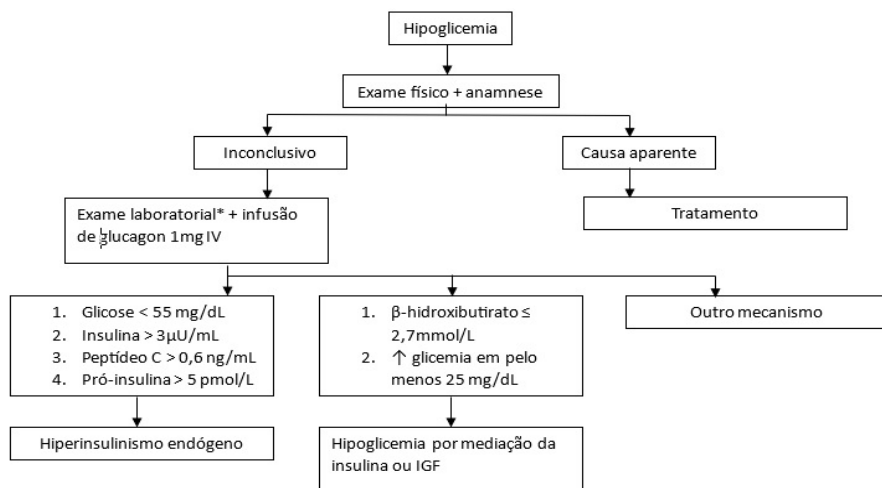 Hipoglicemia
Exame físico + anamnese
Inconclusivo
Causa aparente
Exame laboratorial* + infusão
de glucagon 1mg IV
Tratamento
1. Glicose < 55 mg/dL
2. Insulina > 3µU/mL
3. Peptídeo C > 0,6 ng/mL
4. Pró-insulina > 5 pmol/L
1. β-hidroxibutirato ≤
2,7mmol/L
2. ↑ glicemia em pelo
menos 25 mg/dL
Outro mecanismo
Hiperinsulinismo endógeno
Hipoglicemia por mediação da
insulina ou IGF